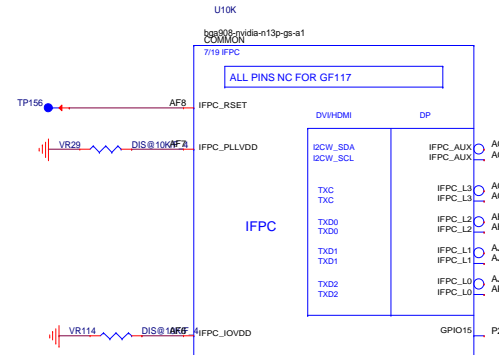 U10K
bga908-nvidia-n13p-gs-a1
COMMON
7/19 IFPC
ALL PINS NC FOR GF117
TP156
AF8
IFPC_RSET
DVI/HDMI
DP
VR29
IFPC_PLLVDD
I2CW_SDA
I2CW_SCL
IFPC_AUX
IFPC_AUX
TXC
TXC
IFPC_L3
IFPC_L3
IFPC
TXD0
TXD0
IFPC_L2
IFPC_L2
TXD1
TXD1
IFPC_L1
IFPC_L1
TXD2
TXD2
IFPC_L0
IFPC_L0
VR114
IFPC_IOVDD
GPIO15